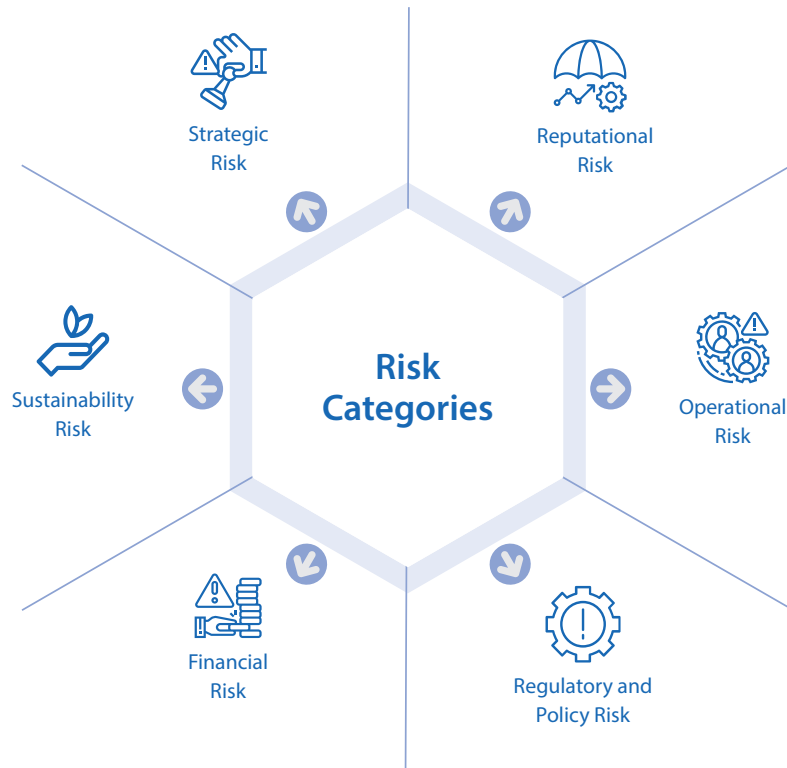 Strategic
Risk
Reputational
Risk
Sustainability
Risk
Risk
Categories
Operational
Risk
Financial
Risk
Regulatory and
Policy Risk